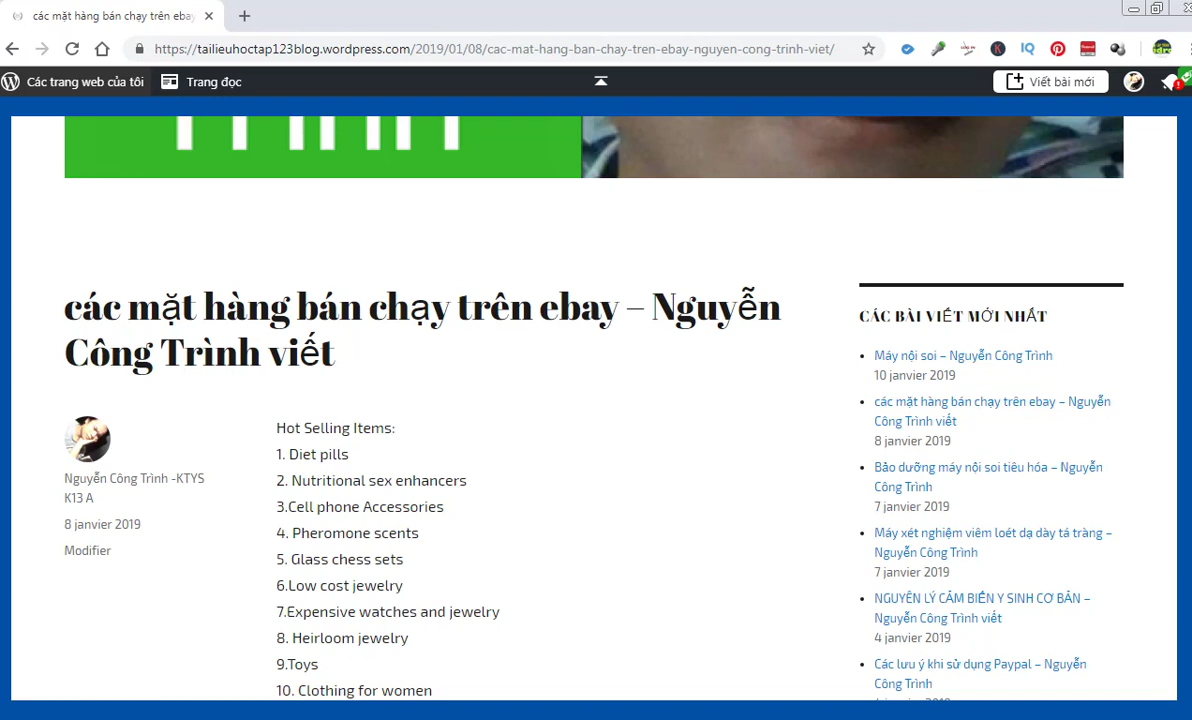 các mặt hàng bán chạy trên ebay
https://tailieuhoctap123blog.wordpress.com/2019/01/08/cac-mat-hang-ban-chay-tren-ebay-nguyen-cong-trinh-viet/
IQ
Các trang web của tôi
Trang đọc
Viết bài mới
1
các mặt hàng bán chạy trên ebay – Nguyễn
Công Trình viết
Nguyễn Công Trình -KTYS
K13 A
8 janvier 2019
Modifier
Hot Selling Items:
1. Diet pills
2. Nutritional sex enhancers
3.Cell phone Accessories
4. Pheromone scents
5. Glass chess sets
6.Low cost jewelry
7.Expensive watches and jewelry
8. Heirloom jewelry
9.Toys
10. Clothing for women
CÁC BÀI VIẾT MỚI NHẤT
Máy nội soi – Nguyễn Công Trình
10 janvier 2019
các mặt hàng bán chạy trên ebay – Nguyễn
Công Trình viết
8 janvier 2019
Bảo dưỡng máy nội soi tiêu hóa – Nguyễn
Công Trình
7 janvier 2019
Máy xét nghiệm viêm loét dạ dày tá tràng –
Nguyễn Công Trình
7 janvier 2019
NGUYÊN LÝ CẢM BIẾN Y SINH CƠ BẢN –
Nguyễn Công Trình viết
4 janvier 2019
Các lưu ý khi sử dụng Paypal – Nguyễn
Công Trình